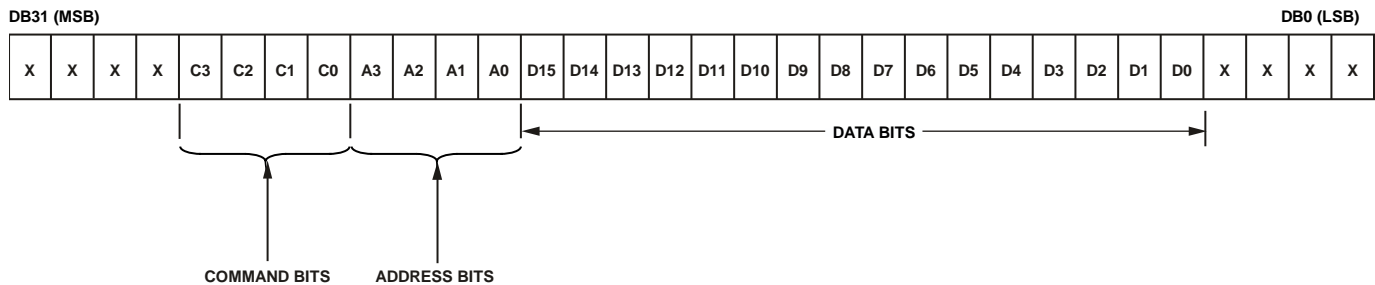 DB31 (MSB) DB0 (LSB)
X X X X C3 C2 C1 C0 A3 A2 A1 A0 D15 D14 D13 D12 D11 D10 D9 D8 D7 D6 D5 D4 D3 D2 D1 D0 X X X X
DATA BITS
COMMAND BITS ADDRESS BITS